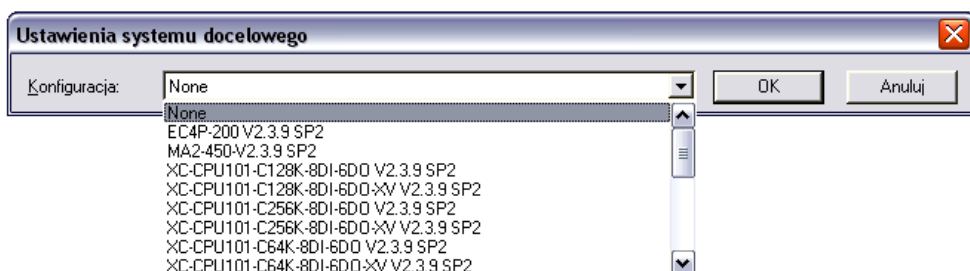 Ustawienia systemu docelowego
Konfiguracja: None OK Anuluj
None
EC4P-200 V2.3.9 SP2
MA2-450-V2.3.9 SP2
XC-CPU101-C128K-8DI-6DO V2.3.9 SP2
XC-CPU101-C128K-8DI-6DO-XV V2.3.9 SP2
XC-CPU101-C256K-8DI-6DO V2.3.9 SP2
XC-CPU101-C256K-8DI-6DO-XV V2.3.9 SP2
XC-CPU101-C64K-8DI-6DO V2.3.9 SP2
XC-CPU101-C64K-8DI-6DO-XV V2.3.9 SP2